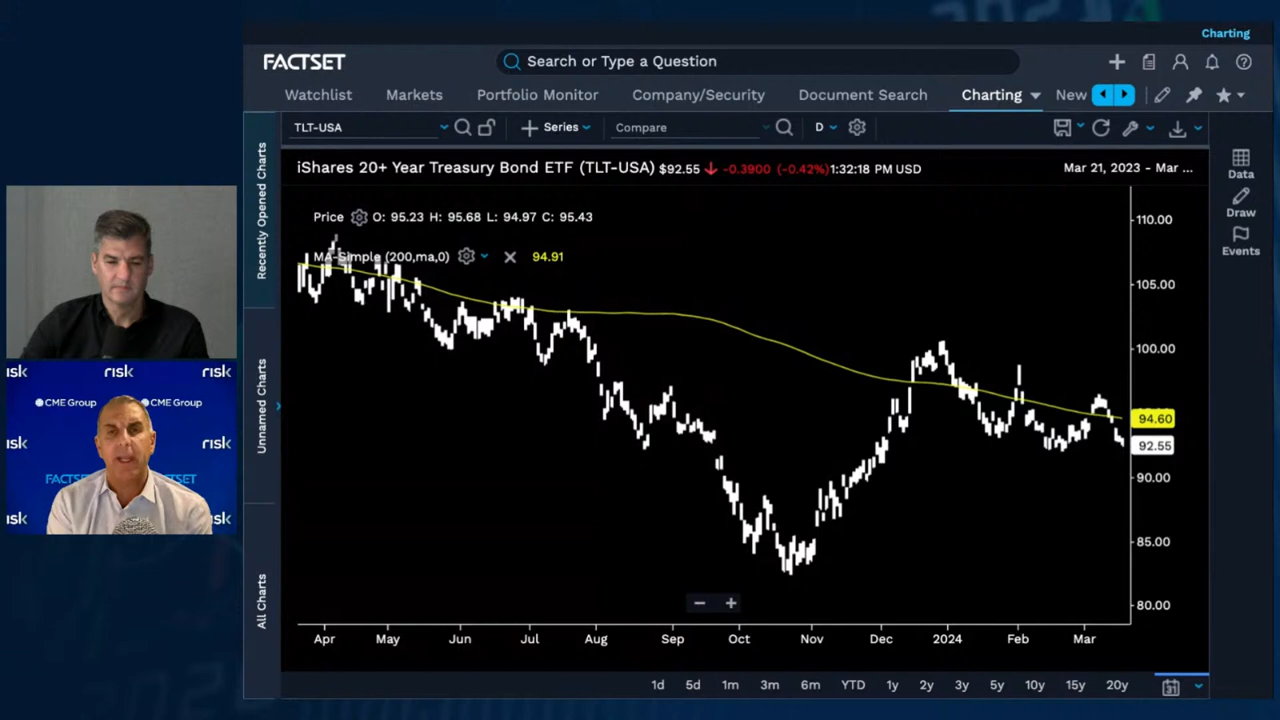 Charting
FACTSET
Search or Type a Question
Watchlist Markets Portfolio Monitor Company/Security Document Search Charting New
TLT-USA Series Compare D
iShares 20+ Year Treasury Bond ETF (TLT-USA) $92.55 -0.3900 (-0.42%) 1:32:18 PM USD Mar 21, 2023 - Mar ...
Price O: 95.23 H: 95.68 L: 94.97 C: 95.43
MA-Simple (200,ma,0) 94.91
Recently Opened Charts
Unnamed Charts
All Charts
110.00
105.00
100.00
94.60
92.55
90.00
85.00
80.00
Apr May Jun Jul Aug Sep Oct Nov Dec 2024 Feb Mar
1d 5d 1m 3m 6m YTD 1y 2y 3y 5y 10y 15y 20y
31
Data
Draw
Events
isk risk risk
CME Group CME Group
isk risk
FACTSET
isk isk